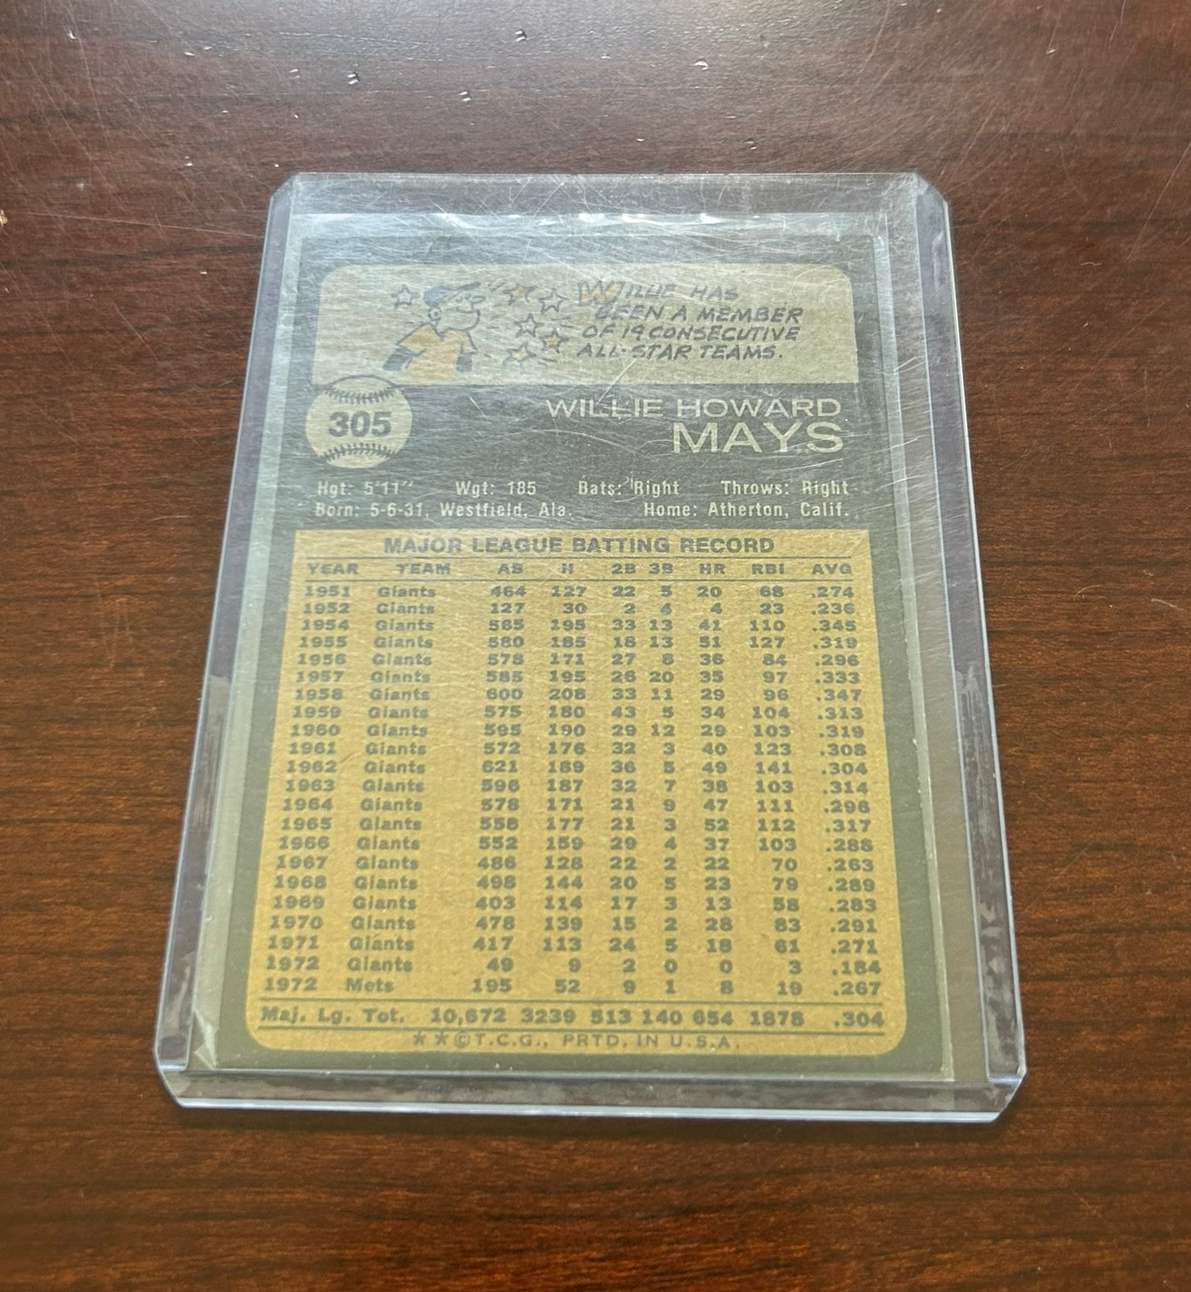 WILLIE HAS
BEEN A MEMBER
OF 19 CONSECUTIVE
ALL-STAR TEAMS.
305
WILLIE HOWARD
MAYS
Hgt: 5'11" Wgt: 185 Bats: Right Throws: Right
Born: 5-6-31, Westfield, Ala. Home: Atherton, Calif.
MAJOR LEAGUE BATTING RECORD
YEAR TEAM AB H 2B 3B HR RBI AVG
1951 Giants 464 127 22 5 20 68 .274
1952 Giants 127 30 2 4 4 23 .236
1954 Giants 565 195 33 13 41 110 .345
1955 Giants 580 185 18 13 51 127 .319
1956 Giants 578 171 27 8 36 84 .296
1957 Giants 585 195 26 20 35 97 .333
1958 Giants 600 208 33 11 29 96 .347
1959 Giants 575 180 43 5 34 104 .313
1960 Giants 595 190 29 12 29 103 .319
1961 Giants 572 176 32 3 40 123 .308
1962 Giants 621 189 36 5 49 141 .304
1963 Giants 596 187 32 7 38 103 .314
1964 Giants 578 171 21 9 47 111 .296
1965 Giants 558 177 21 3 52 112 .317
1966 Giants 552 159 29 4 37 103 .288
1967 Giants 486 128 22 2 22 70 .263
1968 Giants 498 144 20 5 23 79 .289
1969 Giants 403 114 17 3 13 58 .283
1970 Giants 478 139 15 2 28 83 .291
1971 Giants 417 113 24 5 18 61 .271
1972 Giants 49 9 2 0 0 3 .184
1972 Mets 195 52 9 1 8 19 .267
Maj. Lg. Tot. 10,672 3239 513 140 654 1878 .304
* * © T.C.G., PRTD. IN U.S.A.